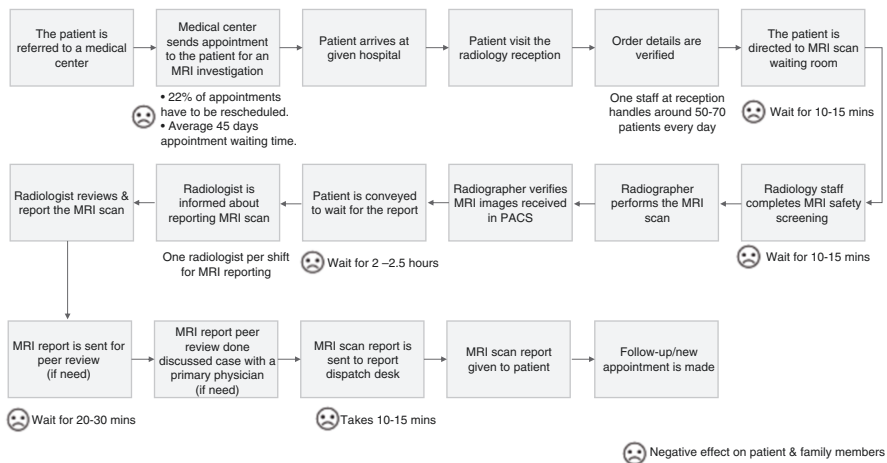 The patient is
referred to a medical
center
Medical center
sends appointment
to the patient for an
MRI investigation
Patient arrives at
given hospital
Patient visit the
radiology reception
Order details are
verified
The patient is
directed to MRI scan
waiting room
• 22% of appointments
have to be rescheduled.
• Average 45 days
appointment waiting time.
One staff at reception
handles around 50-70
patients every day
Wait for 10-15 mins
Radiologist reviews &
report the MRI scan
Radiologist is
informed about
reporting MRI scan
Patient is conveyed
to wait for the report
Radiographer verifies
MRI images received
in PACS
Radiographer
performs the MRI
scan
Radiology staff
completes MRI safety
screening
One radiologist per shift
for MRI reporting
Wait for 2 –2.5 hours
Wait for 10-15 mins
MRI report is sent for
peer review
(if need)
MRI report peer
review done
discussed case with a
primary physician
(if need)
MRI scan report is
sent to report
dispatch desk
MRI scan report
given to patient
Follow-up/new
appointment is made
Wait for 20-30 mins
Takes 10-15 mins
Negative effect on patient & family members